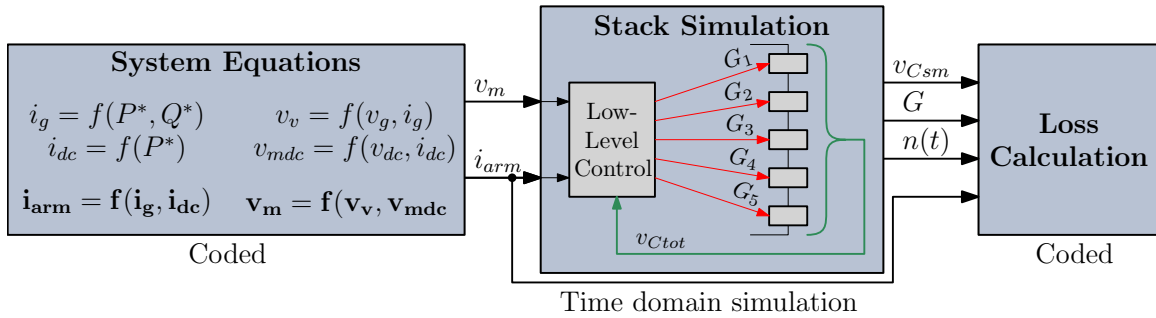 System Equations
i_g = f(P*, Q*) v_v = f(v_g, i_g)
i_dc = f(P*) v_mdc = f(v_dc, i_dc)
i_arm = f(i_g, i_dc) v_m = f(v_v, v_mdc
Coded
v_m
i_arm
Stack Simulation
Low-
Level
Control
G_1
G_2
G_3
G_4
G_5
v_Ctot
Time domain simulation
v_Csm
G
n(t)
Loss
Calculation
Coded